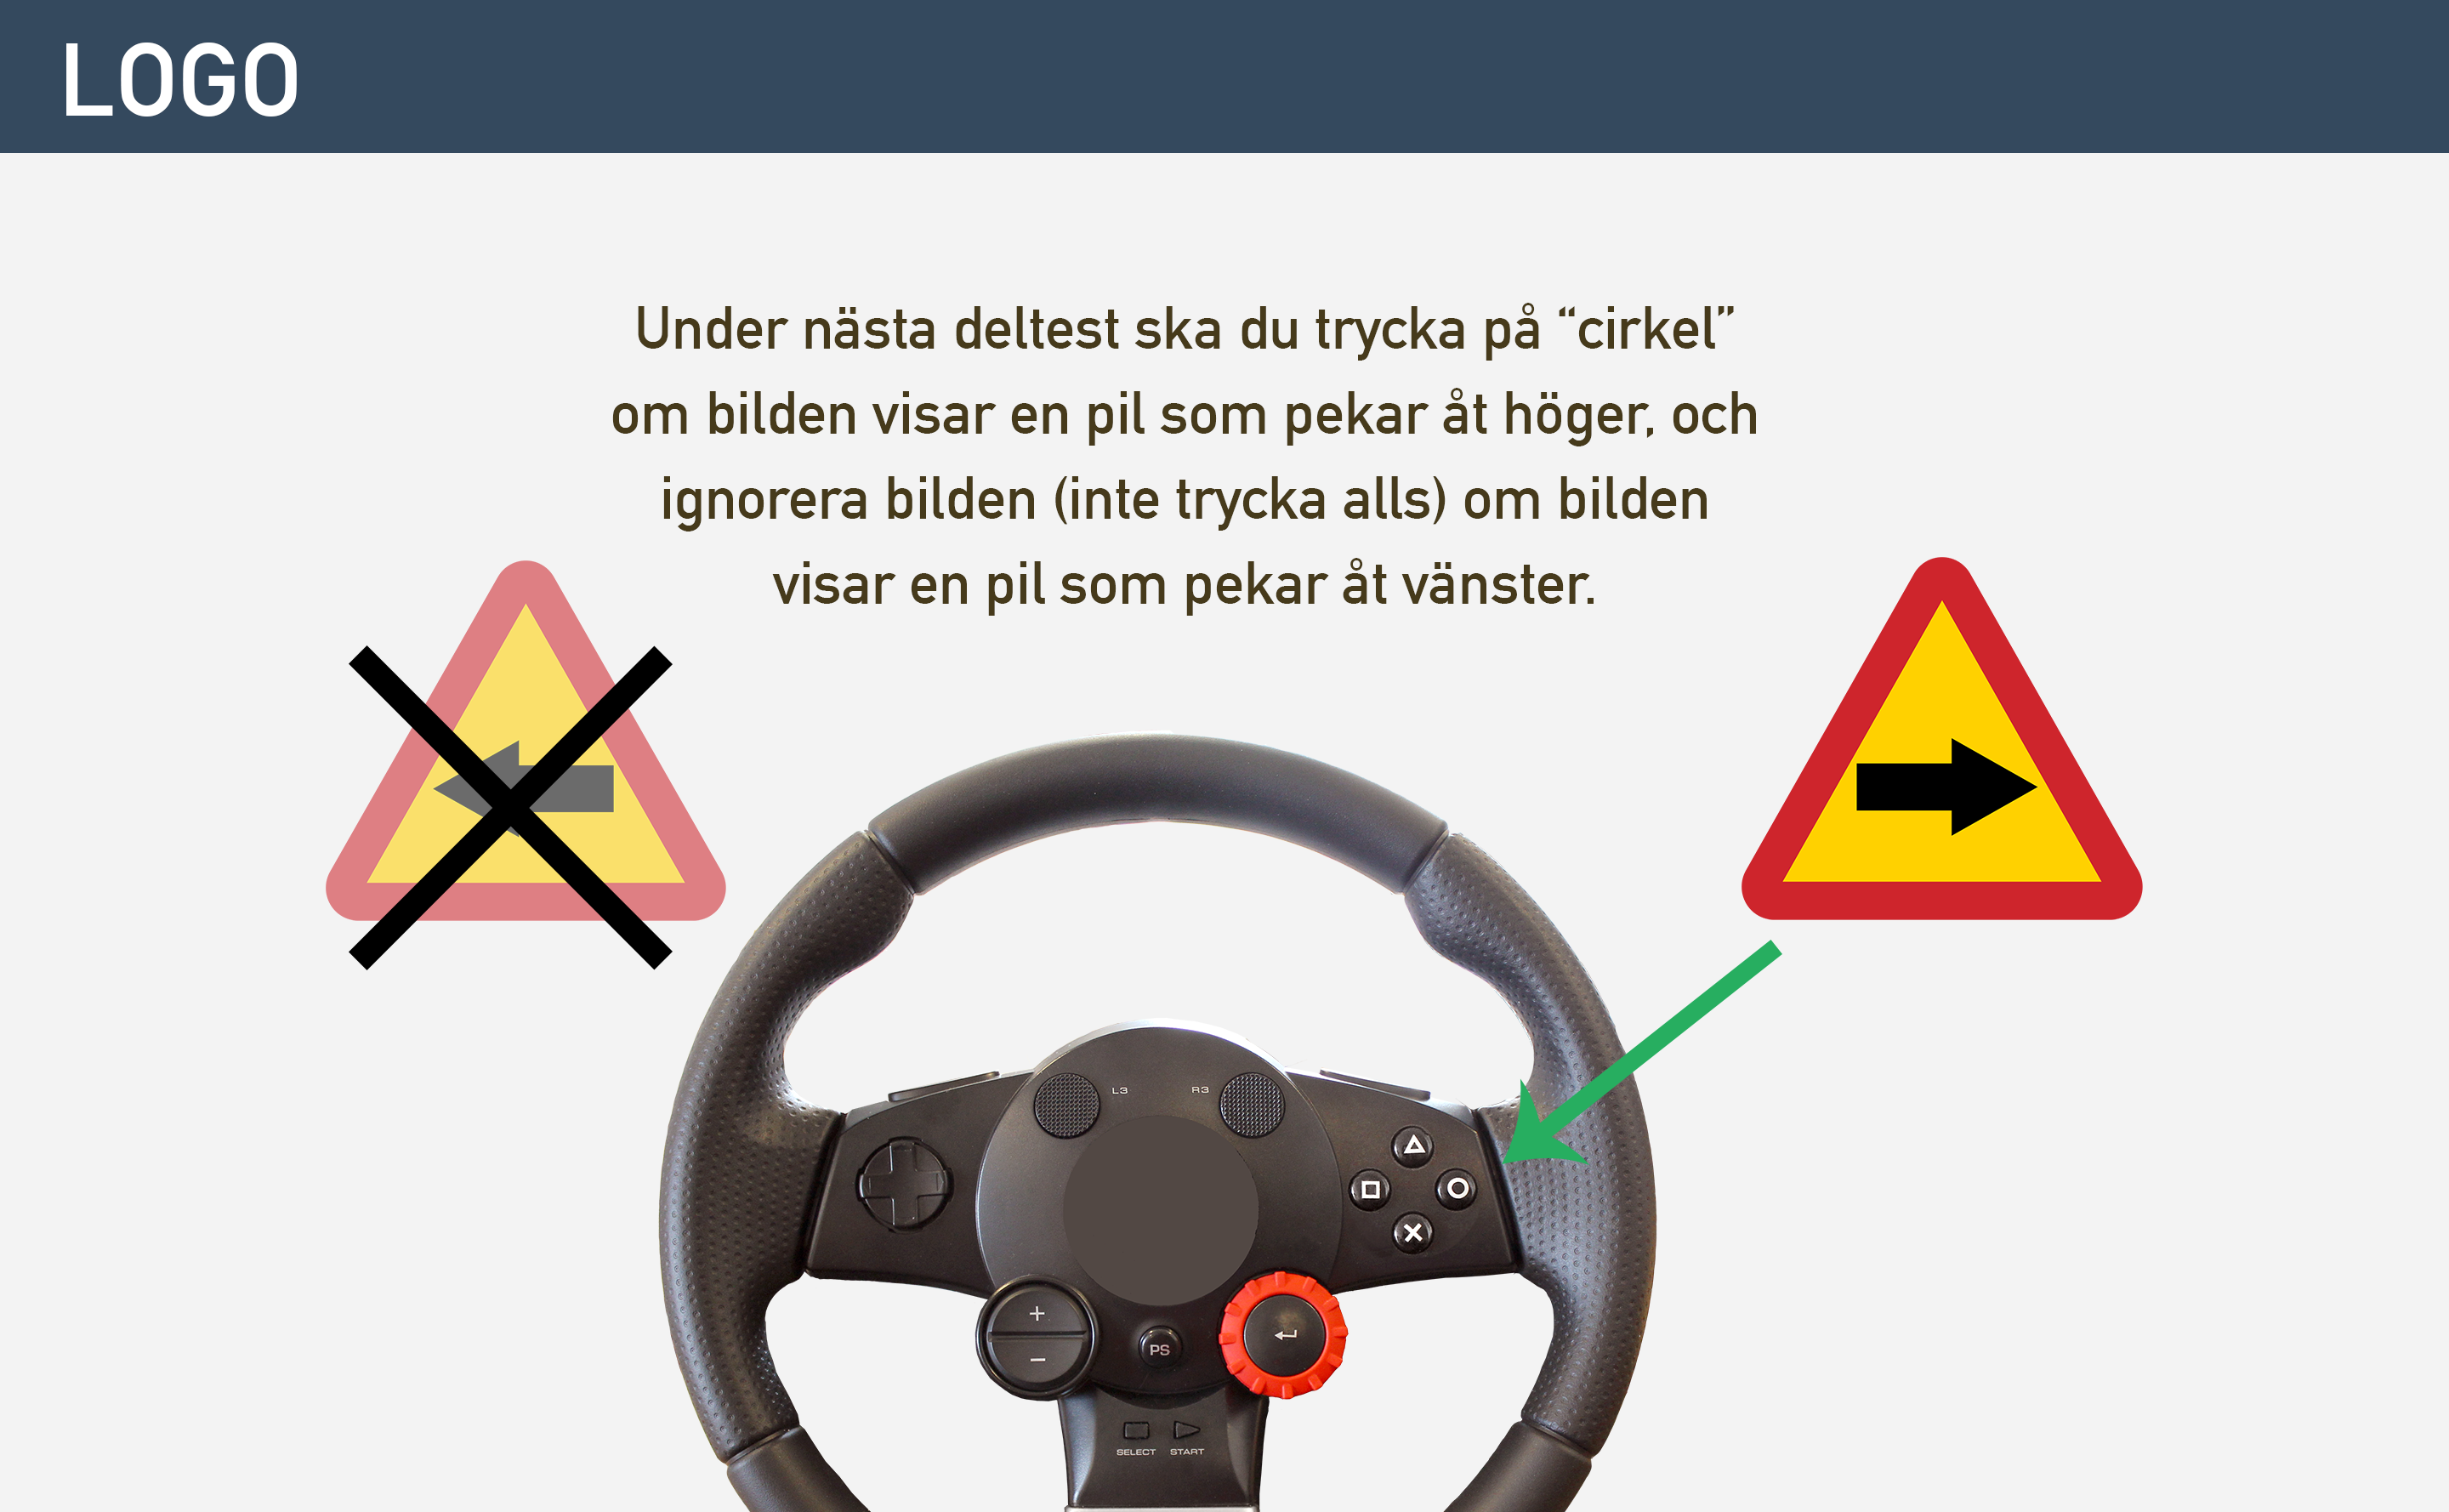 LOGO
Under nästa deltest ska du trycka på “cirkel”
om bilden visar en pil som pekar åt höger, och
ignorera bilden (inte trycka alls) om bilden
visar en pil som pekar åt vänster.
L3 R3
+
−
PS
SELECT START